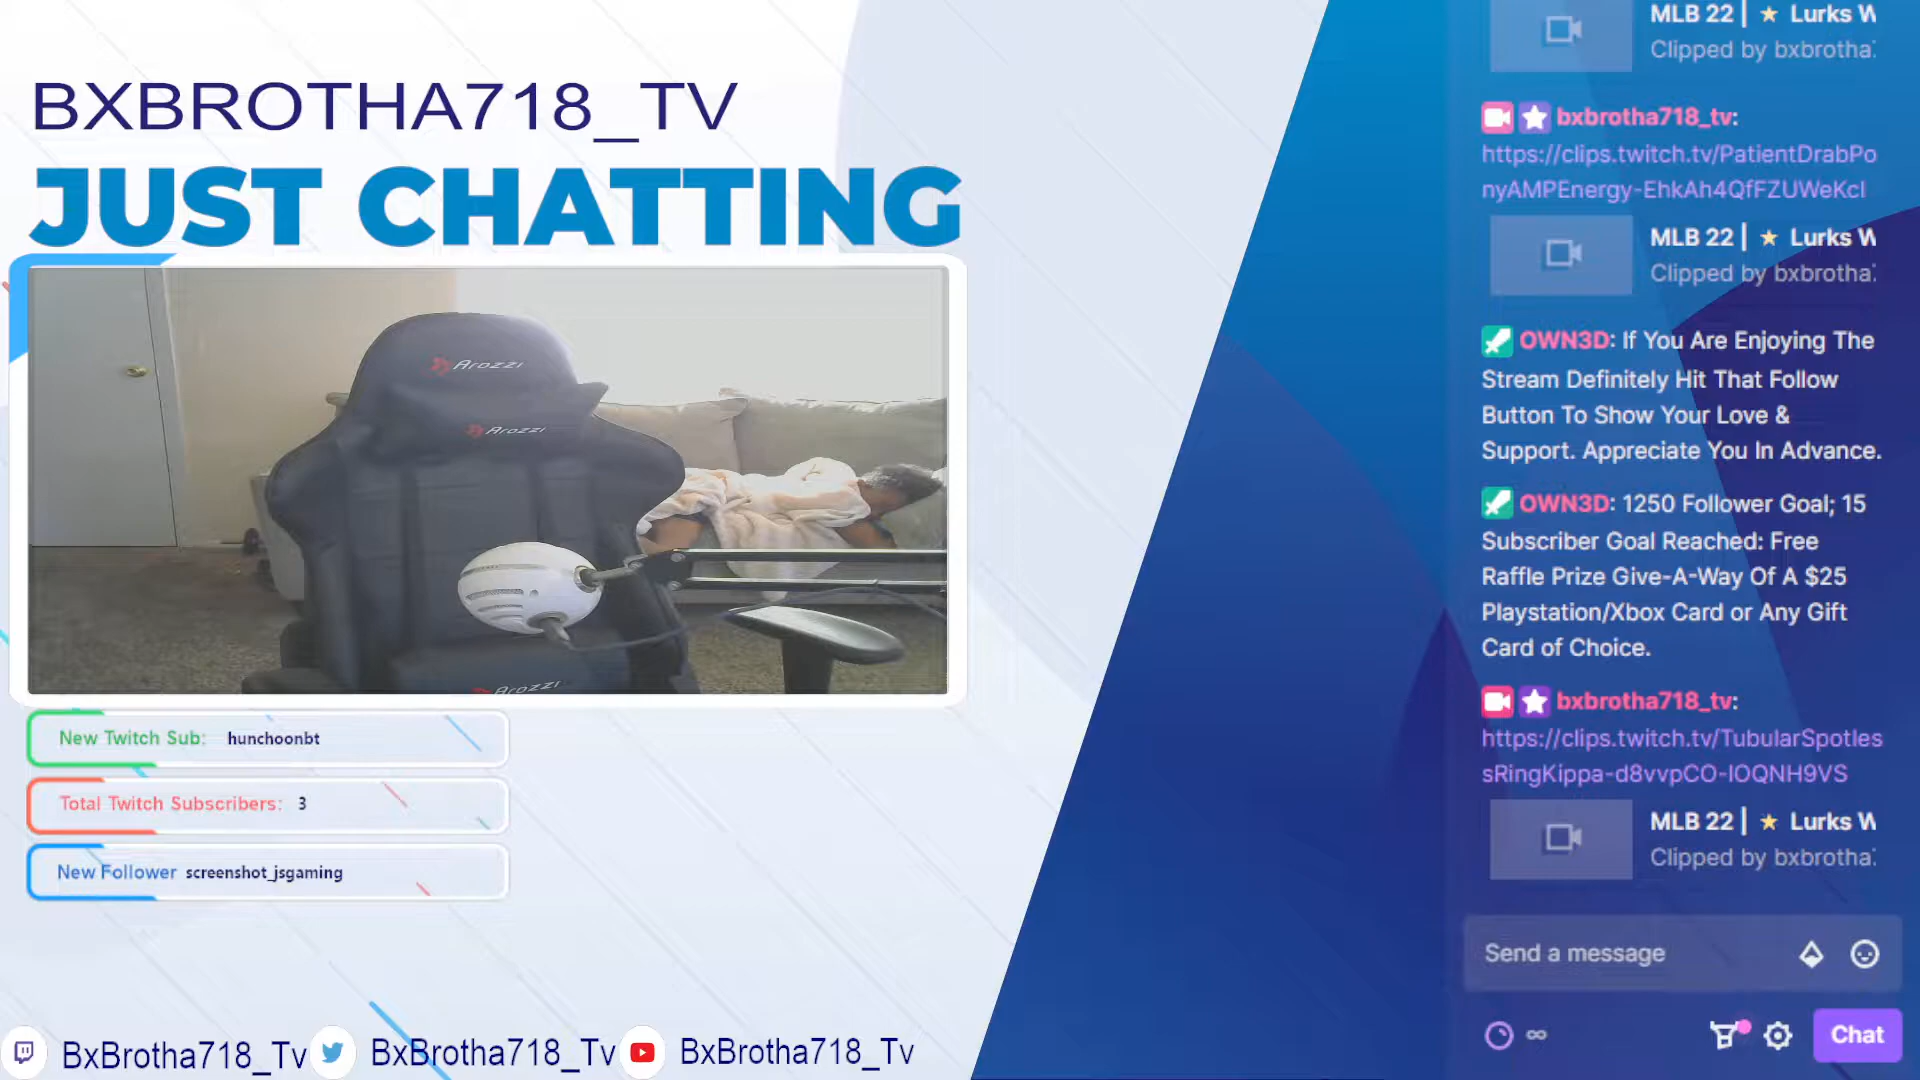 BXBROTHA718_TV
JUST CHATTING
Arozzi
Arozzi
Arozzi
New Twitch Sub: hunchoonbt
Total Twitch Subscribers: 3
New Follower screenshot_jsgaming
BxBrotha718_Tv
BxBrotha718_Tv
BxBrotha718_Tv
MLB 22 | ★ Lurks W
Clipped by bxbrotha
bxbrotha718_tv:
https://clips.twitch.tv/PatientDrabPo
nyAMPEnergy-EhkAh4QfFZUWeKcI
MLB 22 | ★ Lurks W
Clipped by bxbrotha
OWN3D: If You Are Enjoying The
Stream Definitely Hit That Follow
Button To Show Your Love &
Support. Appreciate You In Advance.
OWN3D: 1250 Follower Goal; 15
Subscriber Goal Reached: Free
Raffle Prize Give-A-Way Of A $25
Playstation/Xbox Card or Any Gift
Card of Choice.
bxbrotha718_tv:
https://clips.twitch.tv/TubularSpotles
sRingKippa-d8vvpCO-IOQNH9VS
MLB 22 | ★ Lurks W
Clipped by bxbrotha
Send a message
Chat